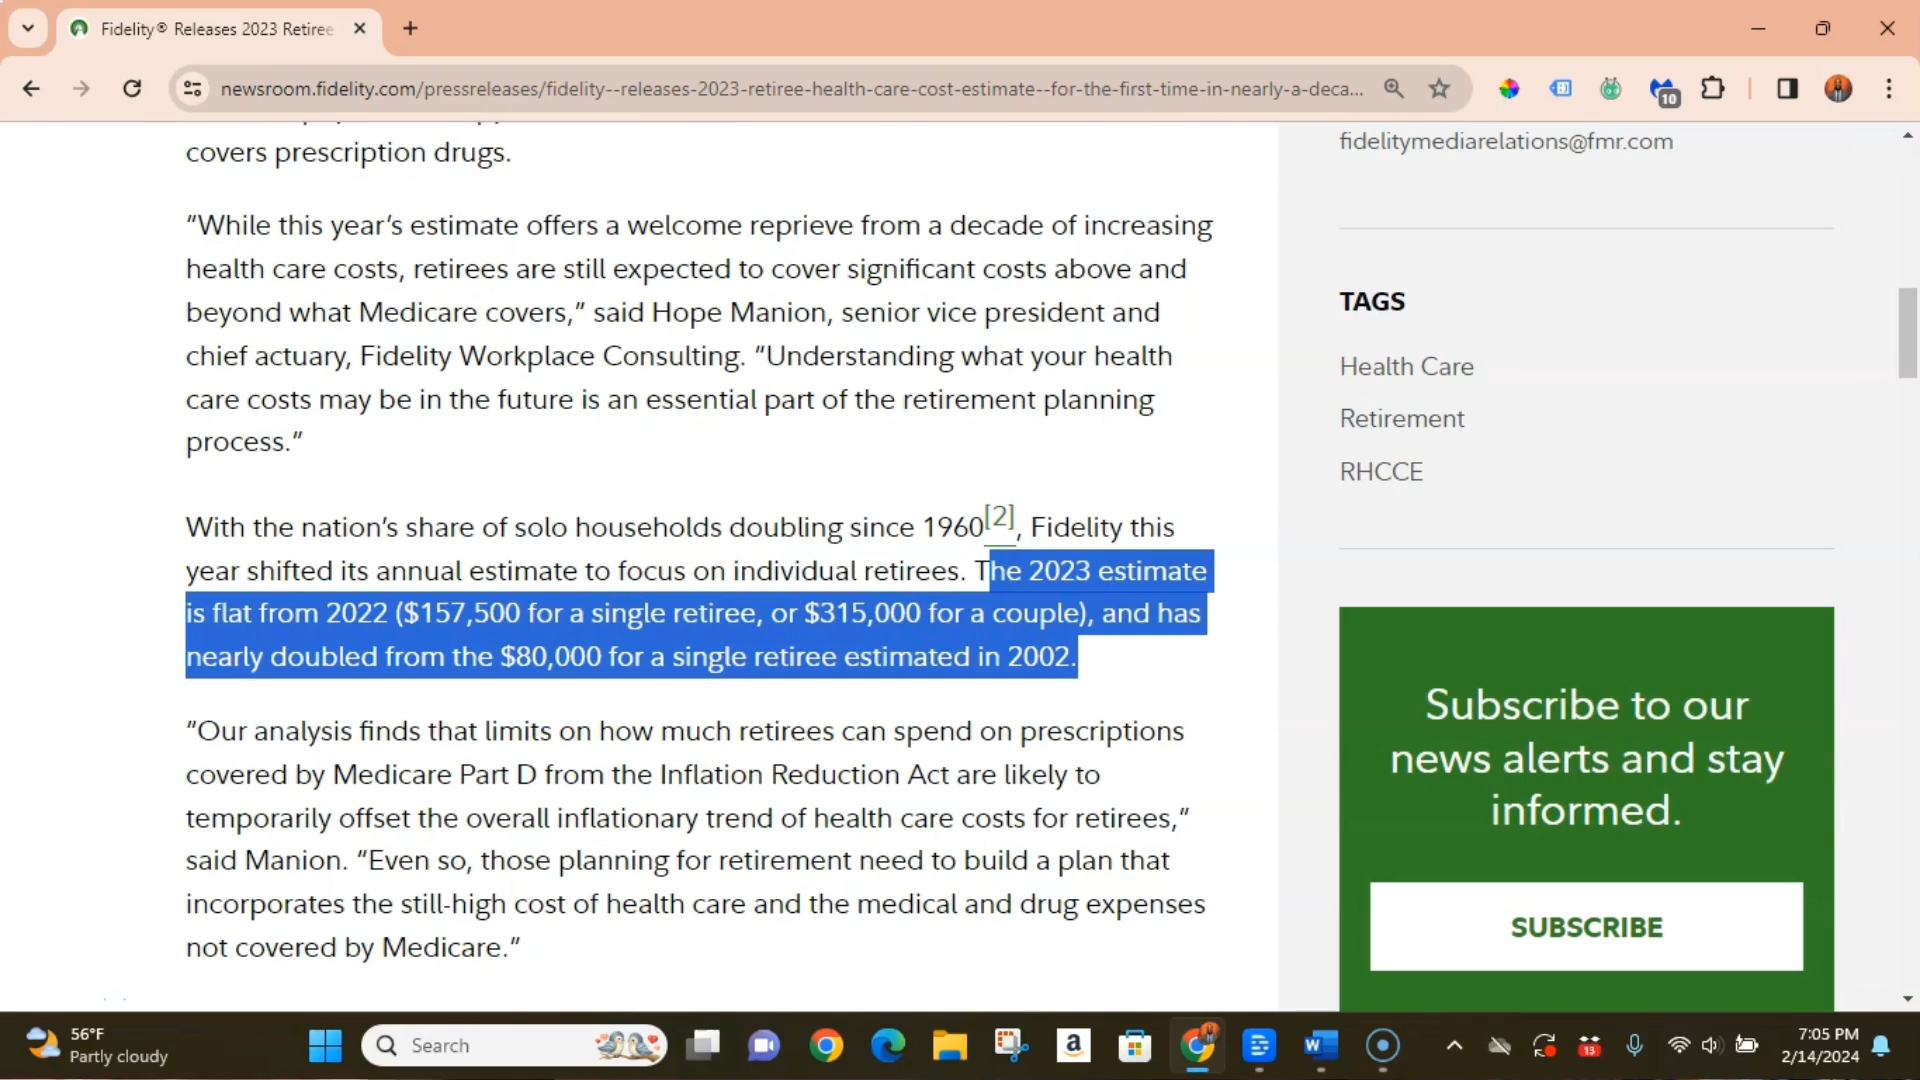 Fidelity® Releases 2023 Retiree
newsroom.fidelity.com/pressreleases/fidelity--releases-2023-retiree-health-care-cost-estimate--for-the-first-time-in-nearly-a-deca...
10
covers prescription drugs.
“While this year’s estimate offers a welcome reprieve from a decade of increasing
health care costs, retirees are still expected to cover significant costs above and
beyond what Medicare covers,” said Hope Manion, senior vice president and
chief actuary, Fidelity Workplace Consulting. “Understanding what your health
care costs may be in the future is an essential part of the retirement planning
process.”
With the nation’s share of solo households doubling since 1960[2], Fidelity this
year shifted its annual estimate to focus on individual retirees. The 2023 estimate
is flat from 2022 ($157,500 for a single retiree, or $315,000 for a couple), and has
nearly doubled from the $80,000 for a single retiree estimated in 2002.
“Our analysis finds that limits on how much retirees can spend on prescriptions
covered by Medicare Part D from the Inflation Reduction Act are likely to
temporarily offset the overall inflationary trend of health care costs for retirees,”
said Manion. “Even so, those planning for retirement need to build a plan that
incorporates the still-high cost of health care and the medical and drug expenses
not covered by Medicare.”
fidelitymediarelations@fmr.com
TAGS
Health Care
Retirement
RHCCE
Subscribe to our
news alerts and stay
informed.
SUBSCRIBE
56°F
Partly cloudy
Search
13
7:05 PM
2/14/2024